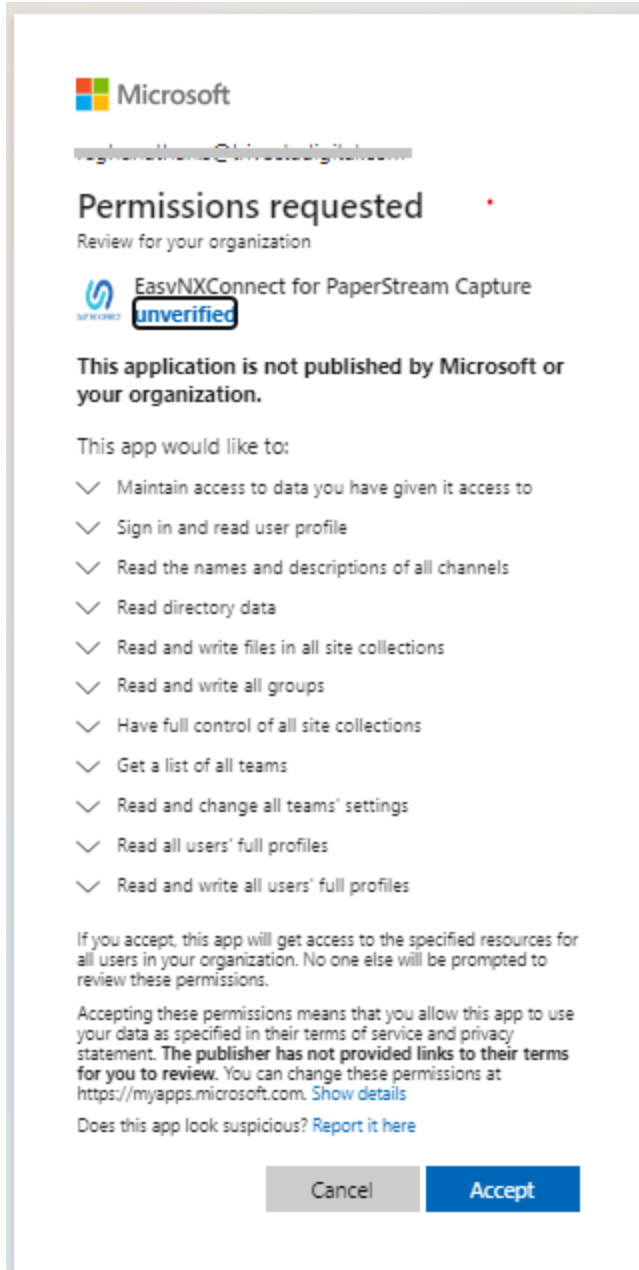 Microsoft
Permissions requested
Review for your organization
EasyNXConnect for PaperStream Capture
unverified
This application is not published by Microsoft or
your organization.
This app would like to:
Maintain access to data you have given it access to
Sign in and read user profile
Read the names and descriptions of all channels
Read directory data
Read and write files in all site collections
Read and write all groups
Have full control of all site collections
Get a list of all teams
Read and change all teams' settings
Read all users' full profiles
Read and write all users' full profiles
If you accept, this app will get access to the specified resources for
all users in your organization. No one else will be prompted to
review these permissions.
Accepting these permissions means that you allow this app to use
your data as specified in their terms of service and privacy
statement. The publisher has not provided links to their terms
for you to review. You can change these permissions at
https://myapps.microsoft.com. Show details
Does this app look suspicious? Report it here
Cancel
Accept